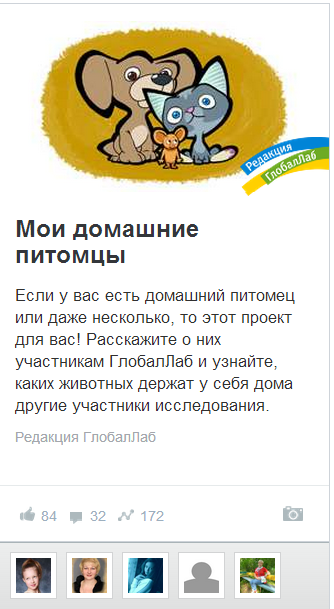 Редакция
ГлобалЛаб
Мои домашние
питомцы
Если у вас есть домашний питомец
или даже несколько, то этот проект
для вас! Расскажите о них
участникам ГлобалЛаб и узнайте,
каких животных держат у себя дома
другие участники исследования.
Редакция ГлобалЛаб
84 32 172